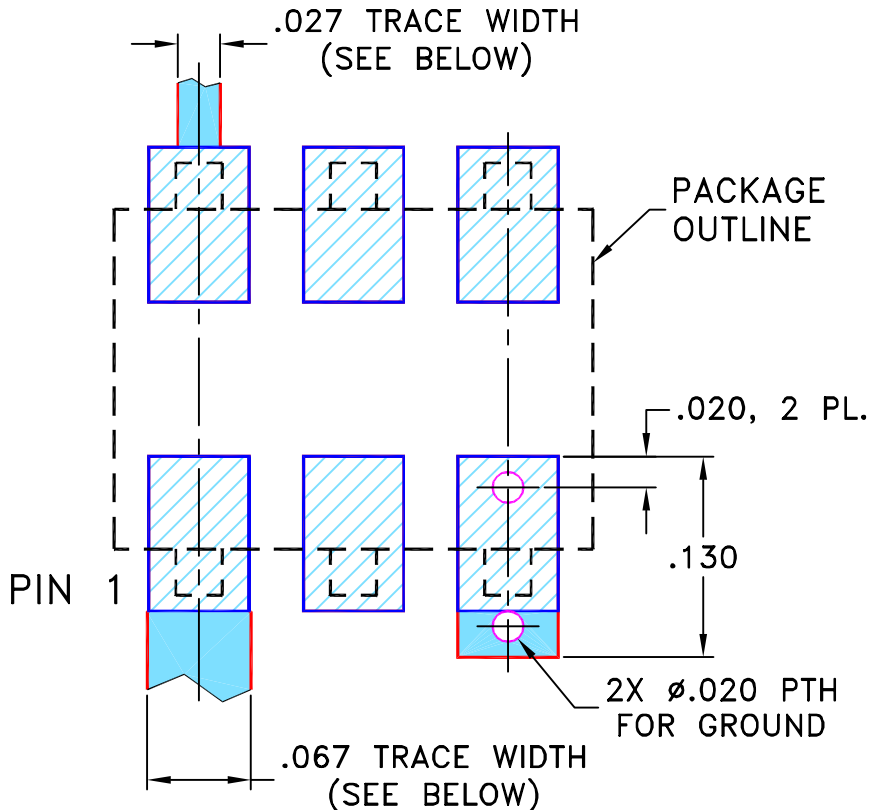 .027 TRACE WIDTH
(SEE BELOW)
PACKAGE
OUTLINE
.020, 2 PL.
.130
PIN 1
2X ⌀.020 PTH
FOR GROUND
.067 TRACE WIDTH
(SEE BELOW)